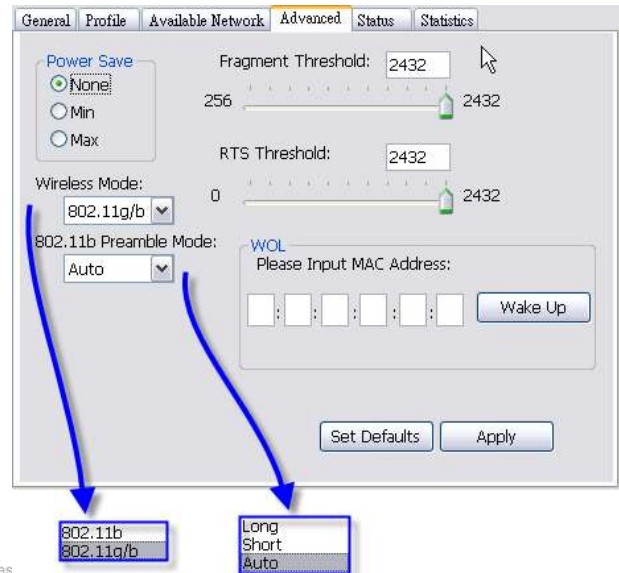 General Profile Available Network Advanced Status Statistics
Power Save
None
Min
Max
Fragment Threshold: 2432
256 2432
RTS Threshold: 2432
0 2432
Wireless Mode:
802.11g/b
802.11b Preamble Mode:
Auto
WOL
Please Input MAC Address:
: : : : : Wake Up
Set Defaults Apply
802.11b
802.11g/b
Long
Short
Auto
es